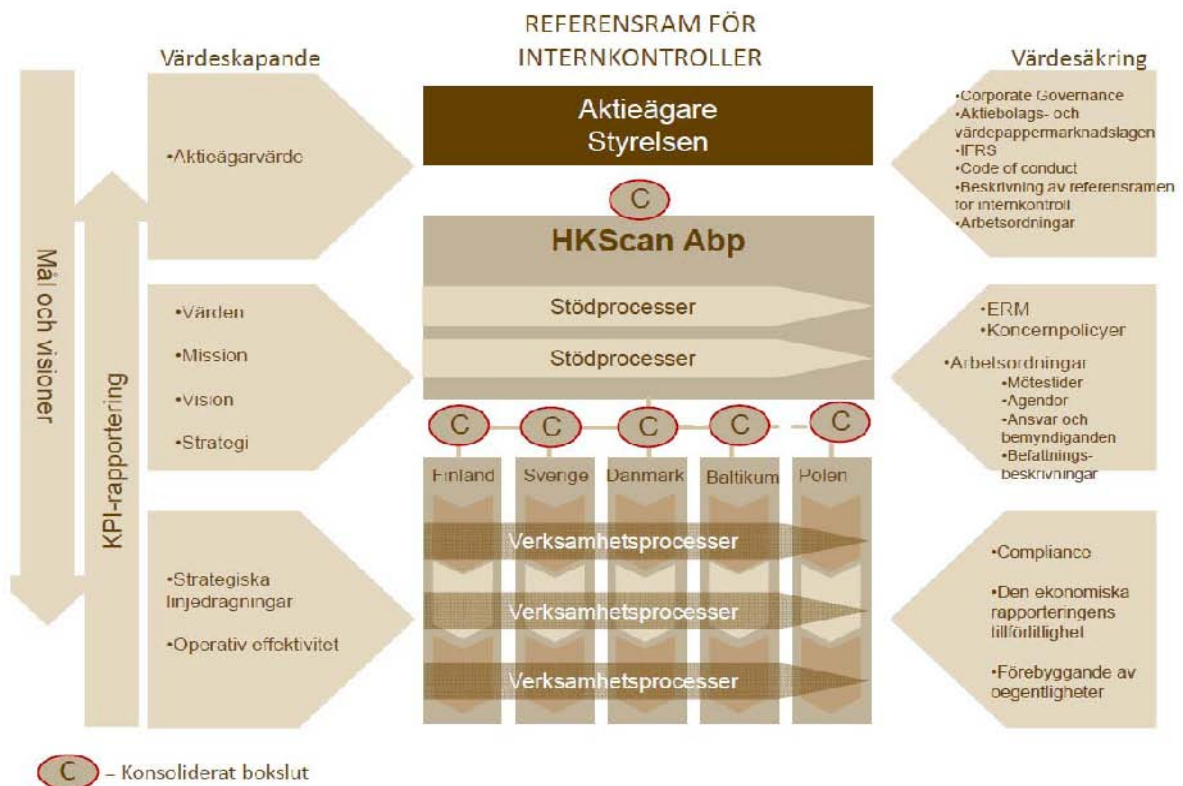 REFERENSRAM FÖR
INTERNKONTROLLER
Värdeskapande
Värdesäkring
Mål och visioner
KPI-rapportering
•Aktieägarvärde
Aktieägare
Styrelsen
•Corporate Governance
•Aktiebolags- och
värdepappermarknadslagen
•IFRS
•Code of conduct
•Beskrivning av referensramen
för internkontroll
•Arbetsordningar
C
HKScan Abp
Stödprocesser
Stödprocesser
•Värden
•Mission
•Vision
•Strategi
•ERM
•Koncernpolicyer
•Arbetsordningar
•Mötestider
•Agendor
•Ansvar och
bemyndiganden
•Befattnings-
beskrivningar
C C C C C
Finland Sverige Danmark Baltikum Polen
Verksamhetsprocesser
Verksamhetsprocesser
Verksamhetsprocesser
•Strategiska
linjedragningar
•Operativ effektivitet
•Compliance
•Den ekonomiska
rapporteringens
tillförlitlighet
•Förebyggande av
oegentligheter
C – Konsoliderat bokslut